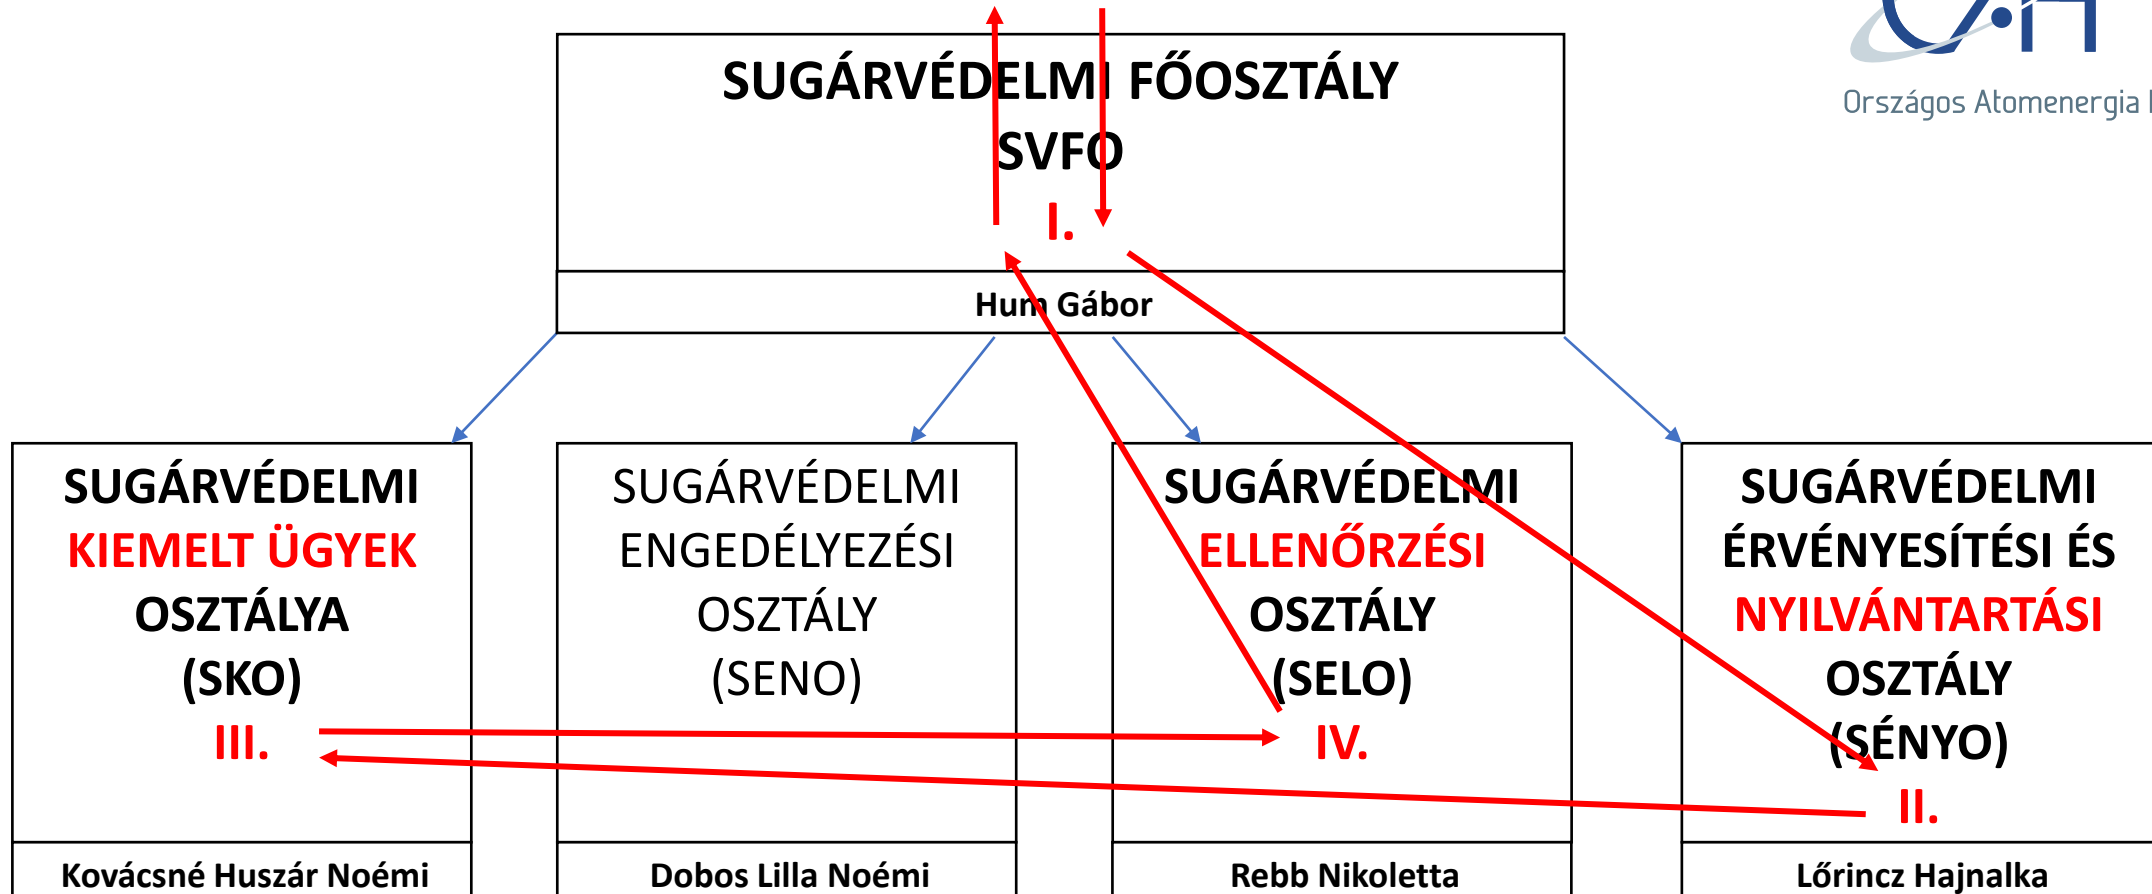 Országos Atomenergia
SUGÁRVÉDELMI FŐOSZTÁLY
SVFO
I.
Hum Gábor
SUGÁRVÉDELMI
KIEMELT ÜGYEK
OSZTÁLYA
(SKO)
III.
Kovácsné Huszár Noémi
SUGÁRVÉDELMI
ENGEDÉLYEZÉSI
OSZTÁLY
(SENO)
Dobos Lilla Noémi
SUGÁRVÉDELMI
ELLENŐRZÉSI
OSZTÁLY
(SELO)
IV.
Rebb Nikoletta
SUGÁRVÉDELMI
ÉRVÉNYESÍTÉSI ÉS
NYILVÁNTARTÁSI
OSZTÁLY
(SÉNYO)
II.
Lőrincz Hajnalka